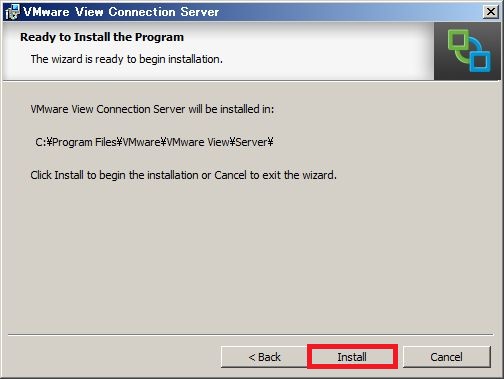 VMware View Connection Server
Ready to Install the Program
The wizard is ready to begin installation.
VMware View Connection Server will be installed in:
C:¥Program Files¥VMware¥VMware View¥Server¥
Click Install to begin the installation or Cancel to exit the wizard.
< Back Install Cancel